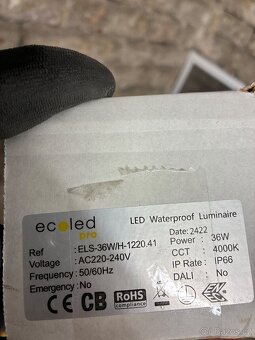 ecoled
pro
LED Waterproof Luminaire
Date: 2422
Ref : ELS-36W/H-1220.41
Power : 36W
Voltage : AC220-240V
CCT : 4000K
Frequency : 50/60Hz
IP Rate : IP66
Emergency : No
DALI : No
CE CB RoHS
compliance